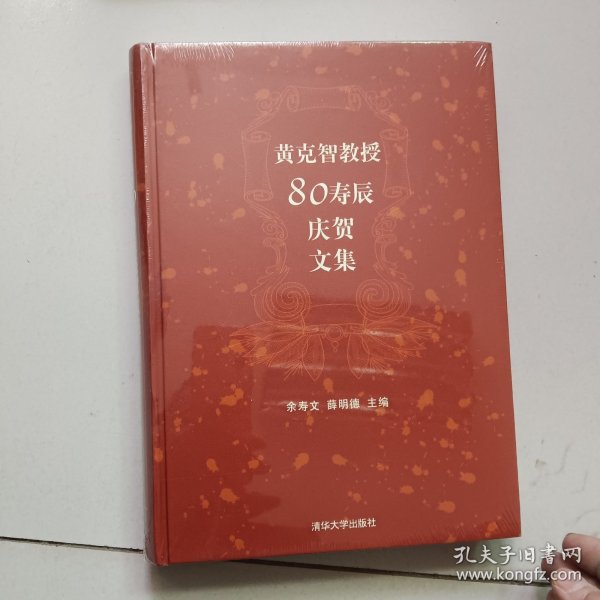 黄克智教授
80寿辰
庆贺
文集
余寿文 薛明德 主编
清华大学出版社
孔夫子旧书网
www.kongfz.com